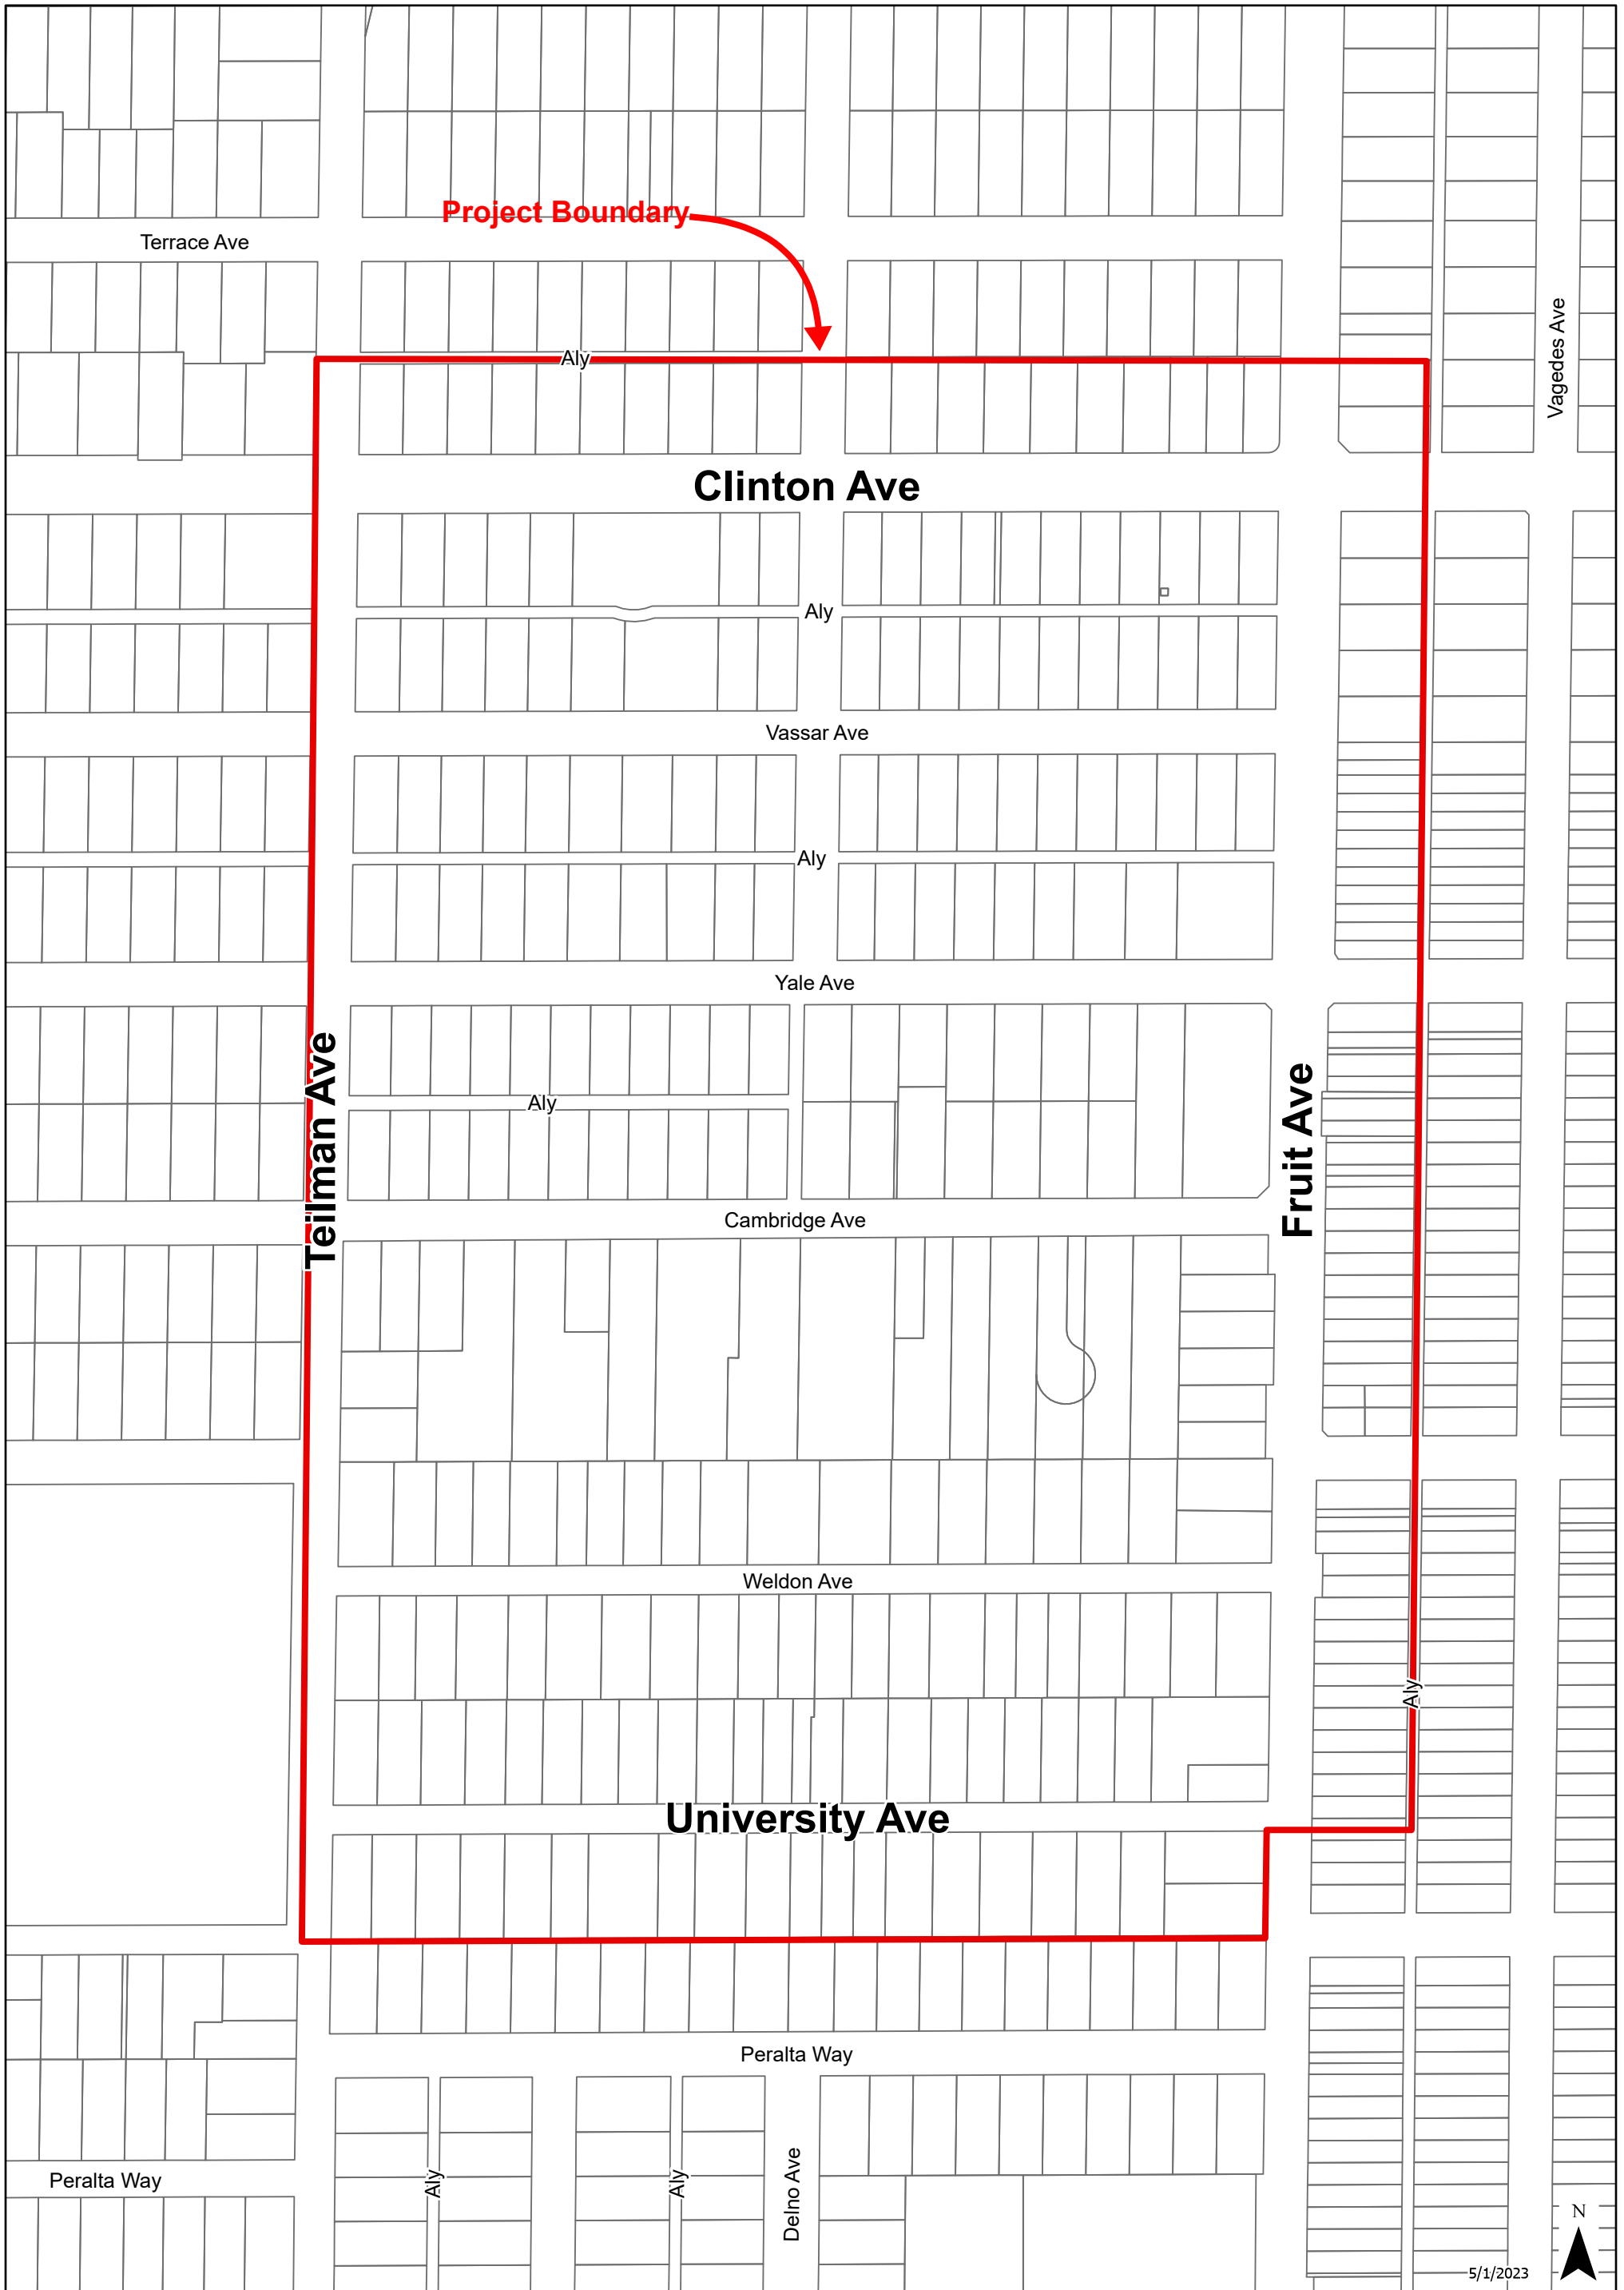 Project Boundary
Terrace Ave
Vagedes Ave
Aly
Clinton Ave
Aly
Vassar Ave
Aly
Yale Ave
Teilman Ave
Aly
Fruit Ave
Cambridge Ave
Weldon Ave
Aly
University Ave
Peralta Way
Peralta Way
Aly
Aly
Delno Ave
N
5/1/2023